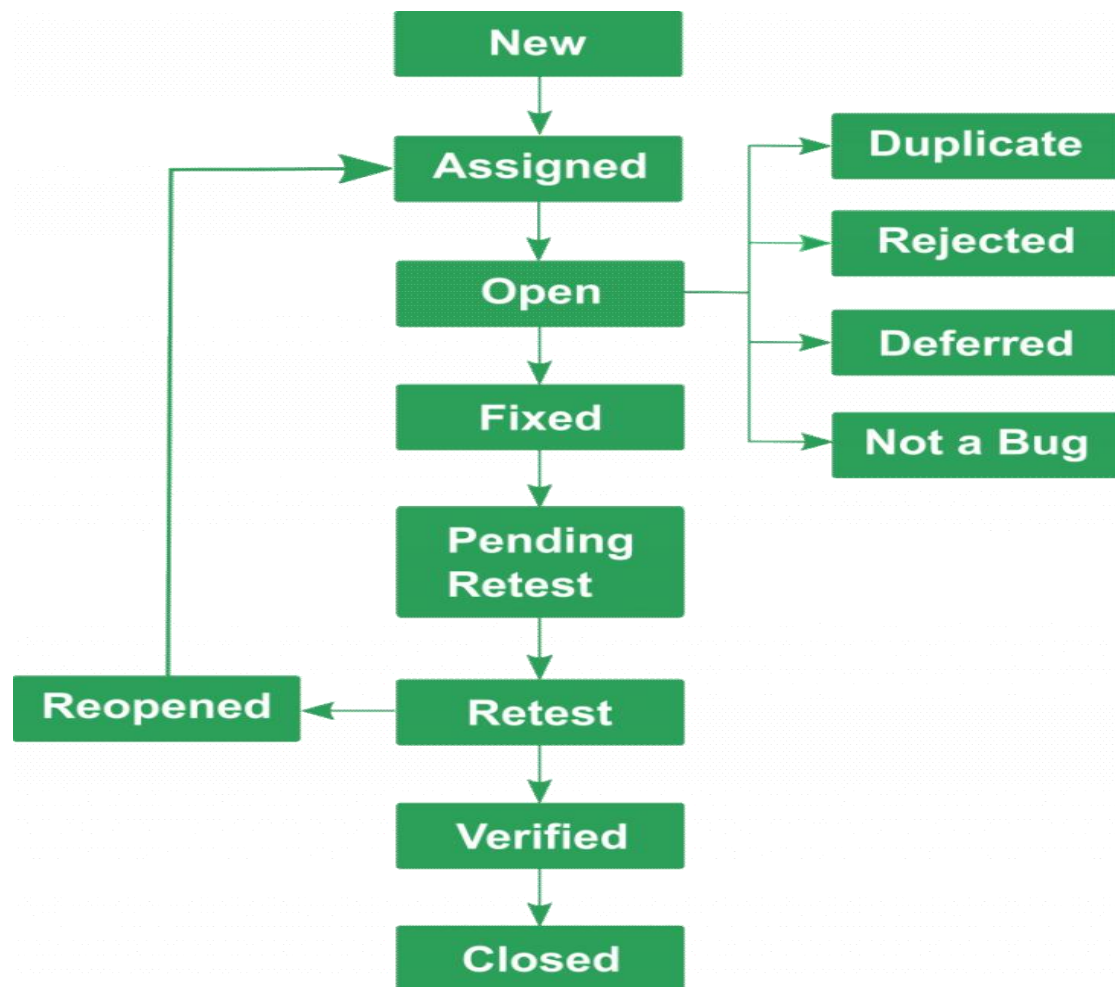 New
Assigned
Duplicate
Rejected
Open
Deferred
Fixed
Not a Bug
Pending
Retest
Reopened
Retest
Verified
Closed